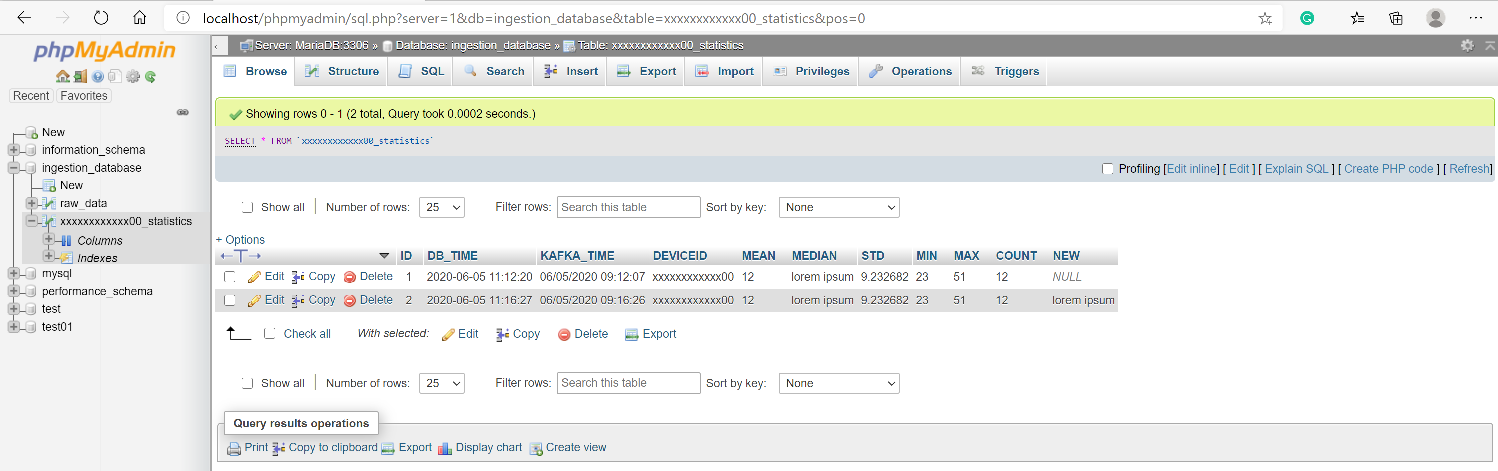 localhost/phpmyadmin/sql.php?server=1&db=ingestion_database&table=xxxxxxxxxxxx00_statistics&pos=0
phpMyAdmin
Recent Favorites
New
information_schema
ingestion_database
New
raw_data
xxxxxxxxxxxx00_statistics
Columns
Indexes
mysql
performance_schema
test
test01
Server: MariaDB:3306 » Database: ingestion_database » Table: xxxxxxxxxxxx00_statistics
Browse Structure SQL Search Insert Export Import Privileges Operations Triggers
Showing rows 0 - 1 (2 total, Query took 0.0002 seconds.)
SELECT * FROM `xxxxxxxxxxxx00_statistics`
Profiling [Edit inline] [ Edit ] [ Explain SQL ] [ Create PHP code ] [ Refresh]
Show all Number of rows: 25 Filter rows: Search this table Sort by key: None
+ Options
←T→ ID DB_TIME KAFKA_TIME DEVICEID MEAN MEDIAN STD MIN MAX COUNT NEW
Edit Copy Delete 1 2020-06-05 11:12:20 06/05/2020 09:12:07 xxxxxxxxxxxx00 12 lorem ipsum 9.232682 23 51 12 NULL
Edit Copy Delete 2 2020-06-05 11:16:27 06/05/2020 09:16:26 xxxxxxxxxxxx00 12 lorem ipsum 9.232682 23 51 12 lorem ipsum
Check all With selected: Edit Copy Delete Export
Show all Number of rows: 25 Filter rows: Search this table Sort by key: None
Query results operations
Print Copy to clipboard Export Display chart Create view